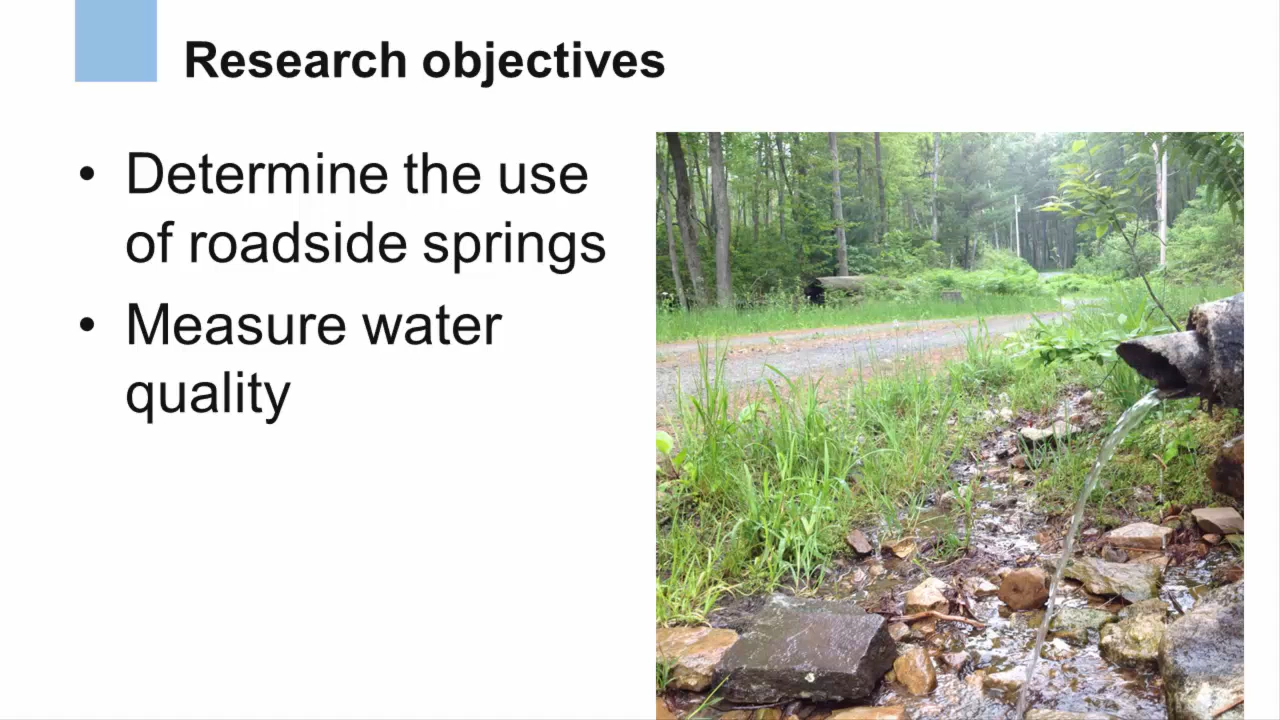 Research objectives
• Determine the use
of roadside springs
• Measure water
quality